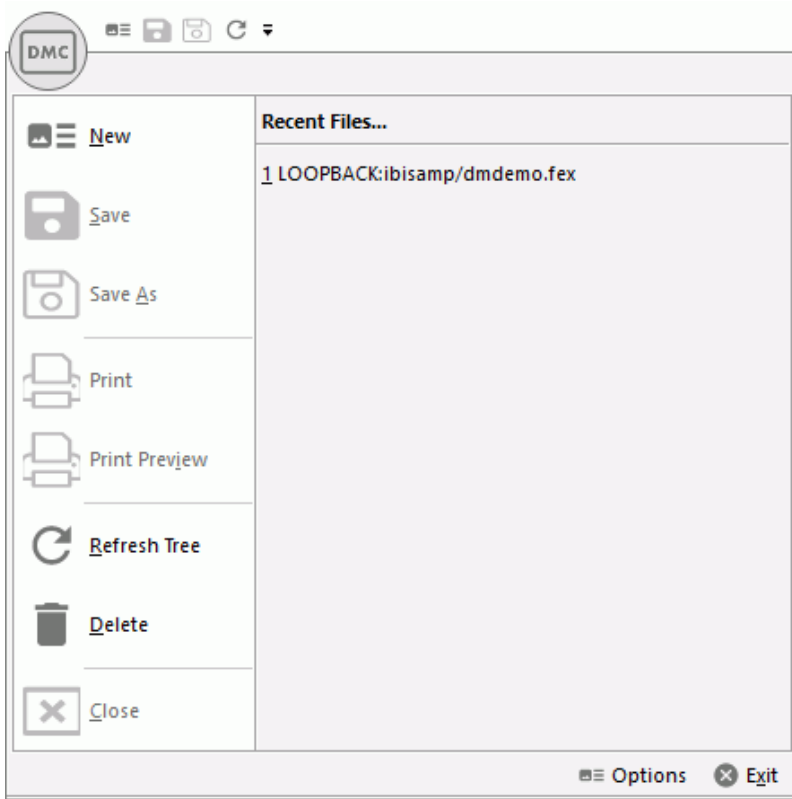 DMC
New
Save
Save As
Print
Print Preview
Refresh Tree
Delete
Close
Recent Files...
1 LOOPBACK:ibisamp/dmdemo.fex
Options
Exit